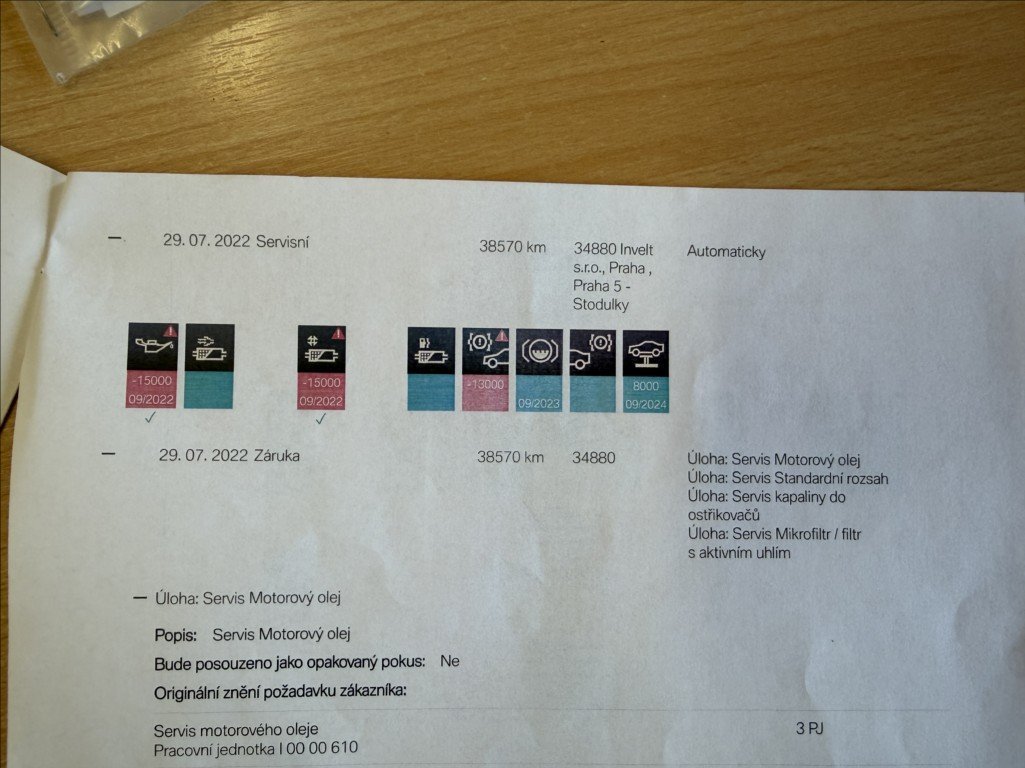 — 29. 07. 2022 Servisní 38570 km 34880 Invelt s.r.o., Praha , Praha 5 - Stodulky Automaticky
-15000
09/2022
-15000
09/2022
-13000
09/2023
8000
09/2024
— 29. 07. 2022 Záruka 38570 km 34880 Úloha: Servis Motorový olej
Úloha: Servis Standardní rozsah
Úloha: Servis kapaliny do
ostřikovačů
Úloha: Servis Mikrofiltr / filtr
s aktivním uhlím
— Úloha: Servis Motorový olej
Popis: Servis Motorový olej
Bude posouzeno jako opakovaný pokus: Ne
Originální znění požadavku zákazníka:
Servis motorového oleje 3 PJ
Pracovní jednotka I 00 00 610